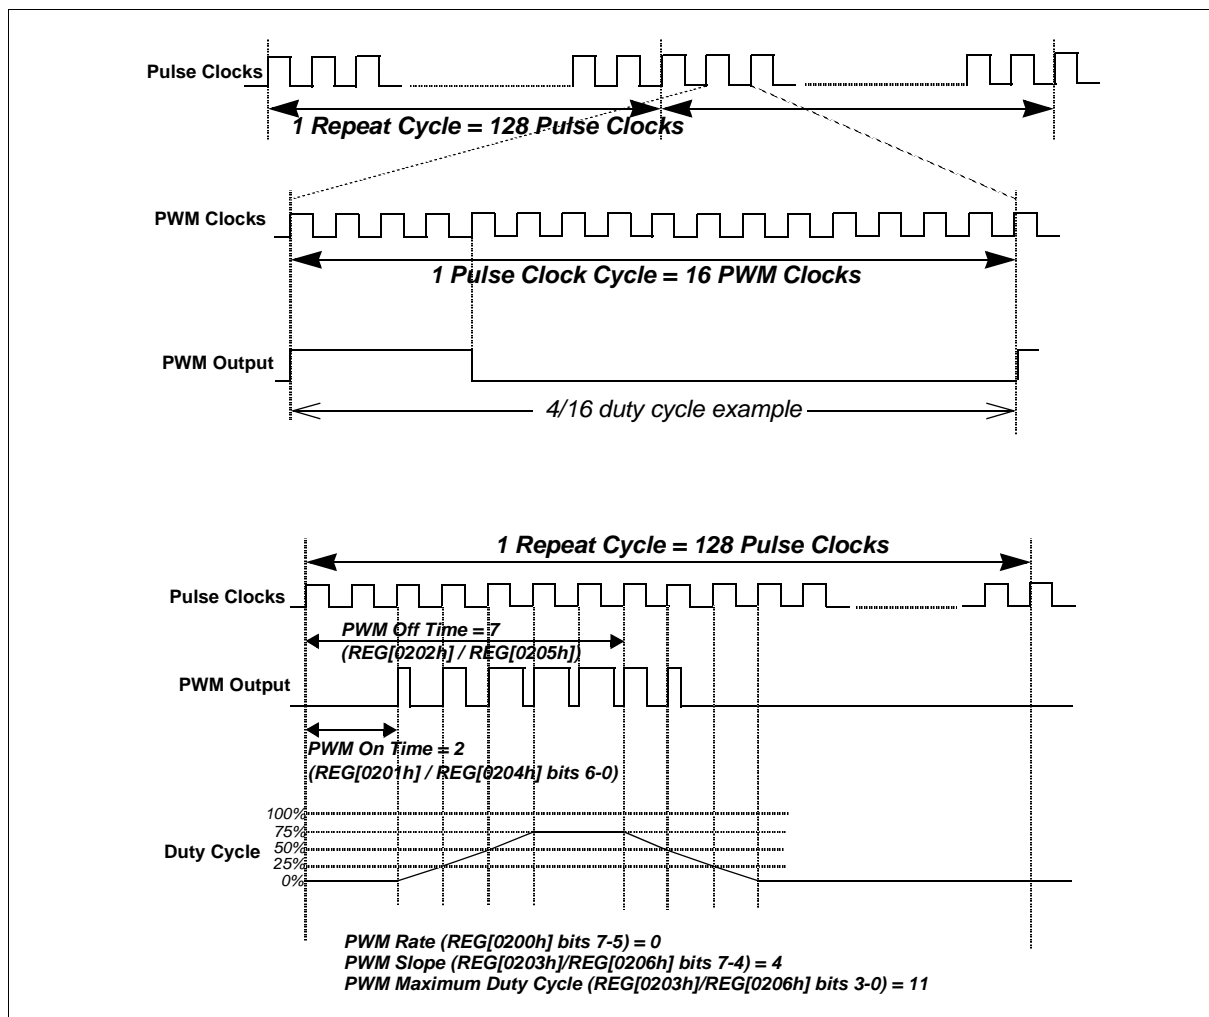 Pulse Clocks
1 Repeat Cycle = 128 Pulse Clocks
PWM Clocks
1 Pulse Clock Cycle = 16 PWM Clocks
PWM Output
4/16 duty cycle example
1 Repeat Cycle = 128 Pulse Clocks
Pulse Clocks
PWM Off Time = 7
(REG[0202h] / REG[0205h])
PWM Output
PWM On Time = 2
(REG[0201h] / REG[0204h] bits 6-0)
100%
75%
50%
25%
0%
Duty Cycle
PWM Rate (REG[0200h] bits 7-5) = 0
PWM Slope (REG[0203h]/REG[0206h] bits 7-4) = 4
PWM Maximum Duty Cycle (REG[0203h]/REG[0206h] bits 3-0) = 11